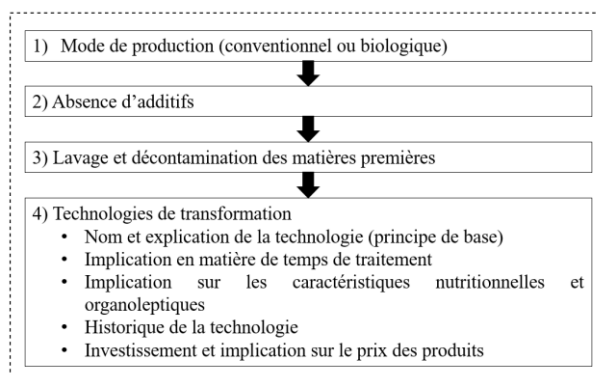 1) Mode de production (conventionnel ou biologique)
2) Absence d’additifs
3) Lavage et décontamination des matières premières
4) Technologies de transformation
• Nom et explication de la technologie (principe de base)
• Implication en matière de temps de traitement
• Implication sur les caractéristiques nutritionnelles et
organoleptiques
• Historique de la technologie
• Investissement et implication sur le prix des produits